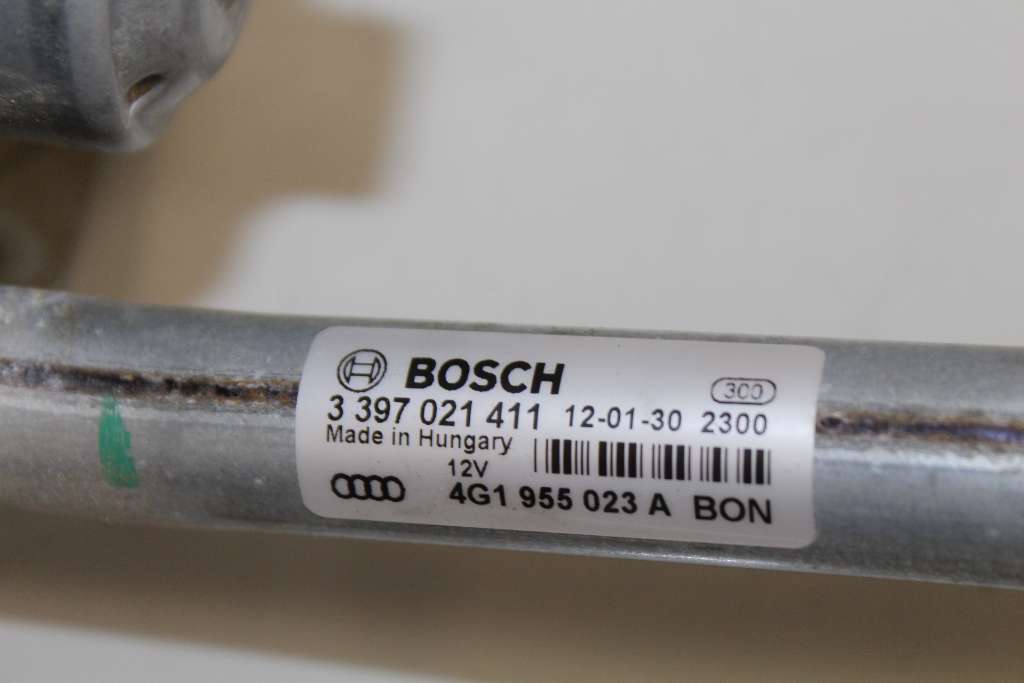 BOSCH 300
3 397 021 411 12-01-30 2300
Made in Hungary
12V
4G1 955 023 A BON